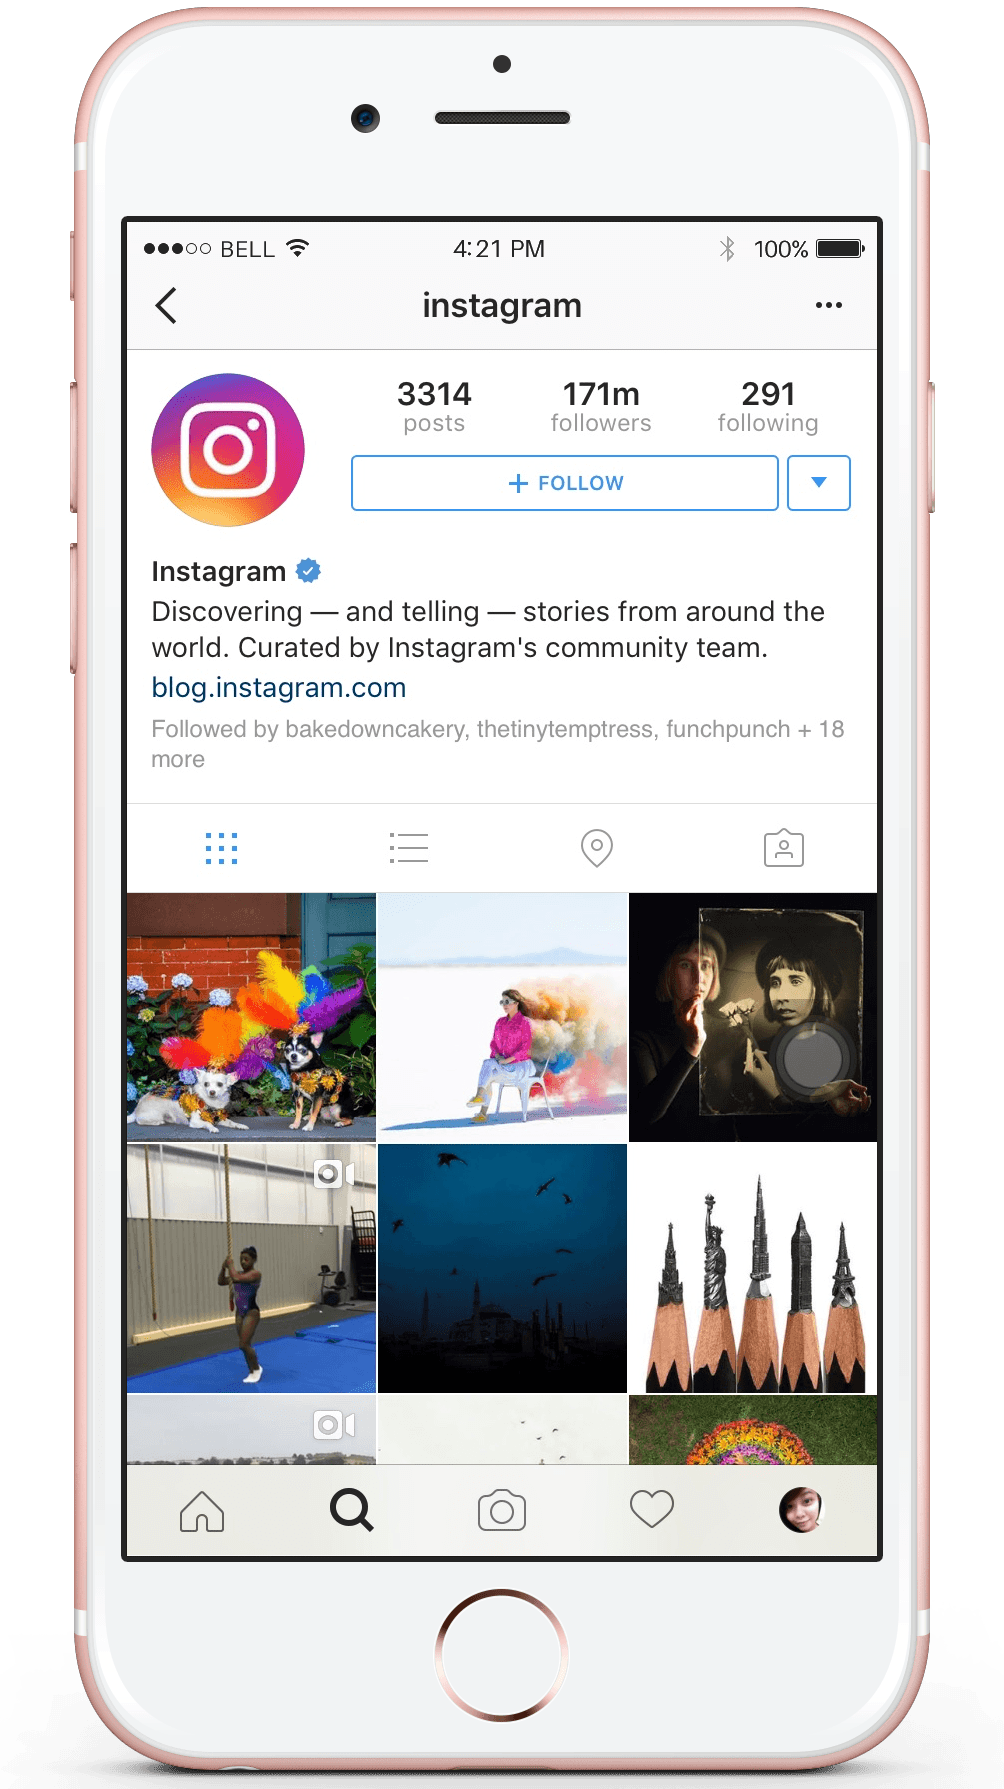 BELL
4:21 PM
100%
instagram
3314
posts
171m
followers
291
following
+ FOLLOW
Instagram
Discovering — and telling — stories from around the
world. Curated by Instagram's community team.
blog.instagram.com
Followed by bakedowncakery, thetinytemptress, funchpunch + 18
more